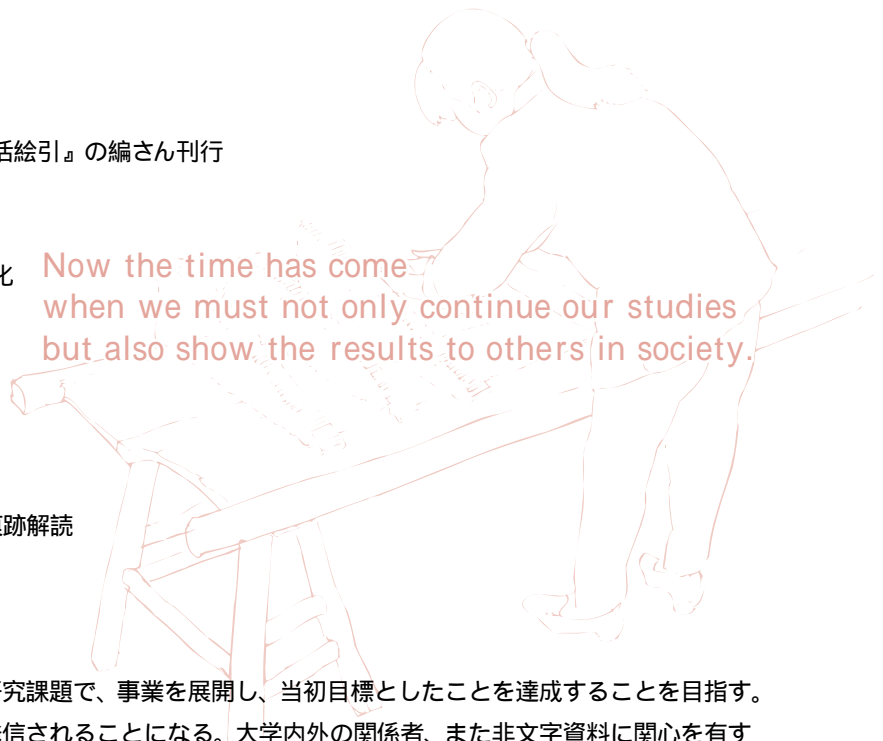 活絵引』の編さん刊行
化
Now the time has come
when we must not only continue our studies
but also show the results to others in society.
跡解読
究課題で、事業を展開し、当初目標としたことを達成することを目指す。
信されることになる。大学内外の関係者、また非文字資料に関心を有す